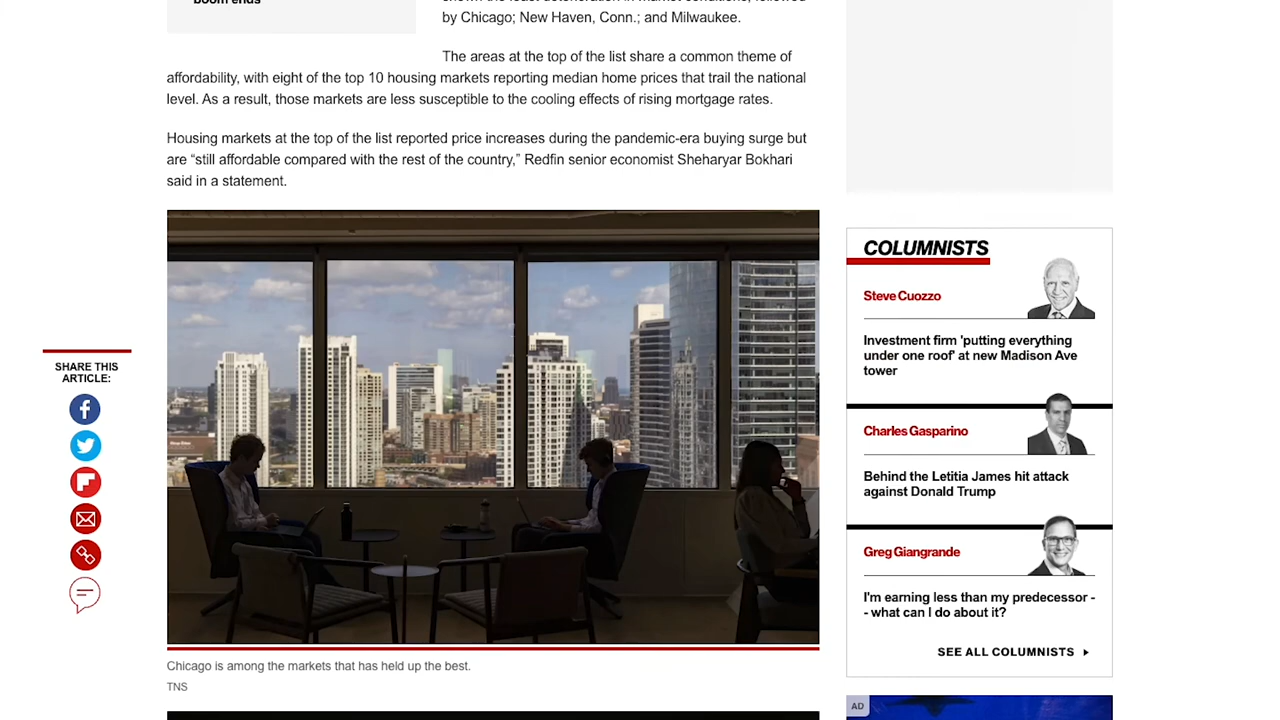 by Chicago; New Haven, Conn.; and Milwaukee.
The areas at the top of the list share a common theme of
affordability, with eight of the top 10 housing markets reporting median home prices that trail the national
level. As a result, those markets are less susceptible to the cooling effects of rising mortgage rates.
Housing markets at the top of the list reported price increases during the pandemic-era buying surge but
are “still affordable compared with the rest of the country,” Redfin senior economist Sheharyar Bokhari
said in a statement.
SHARE THIS
ARTICLE:
Chicago is among the markets that has held up the best.
TNS
COLUMNISTS
Steve Cuozzo
Investment firm 'putting everything
under one roof' at new Madison Ave
tower
Charles Gasparino
Behind the Letitia James hit attack
against Donald Trump
Greg Giangrande
I'm earning less than my predecessor -
- what can I do about it?
SEE ALL COLUMNISTS
AD